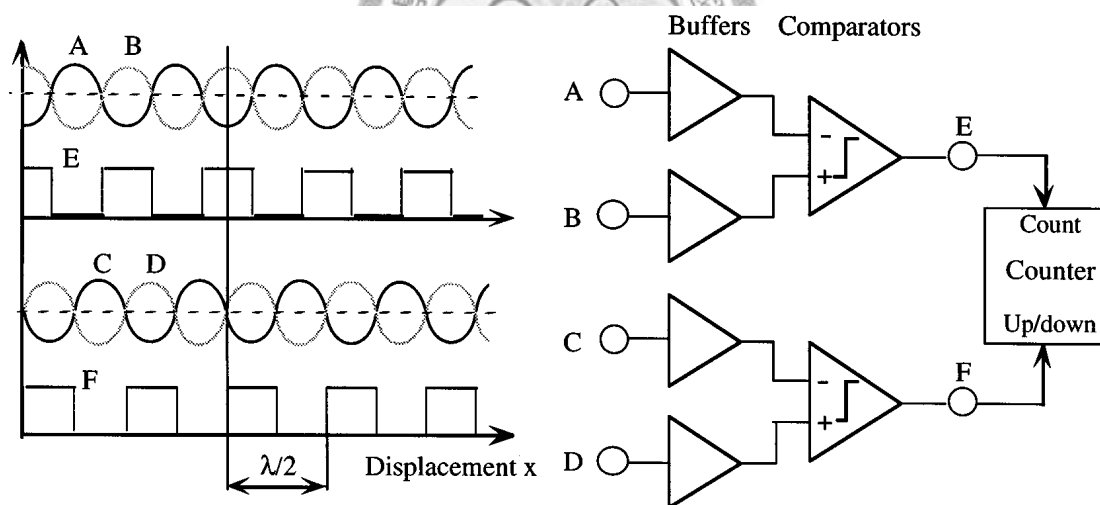 Buffers Comparators
A B
E
C D
F
λ/2
Displacement x
A
B
C
D
-
+
-
+
E
F
Count
Counter
Up/down